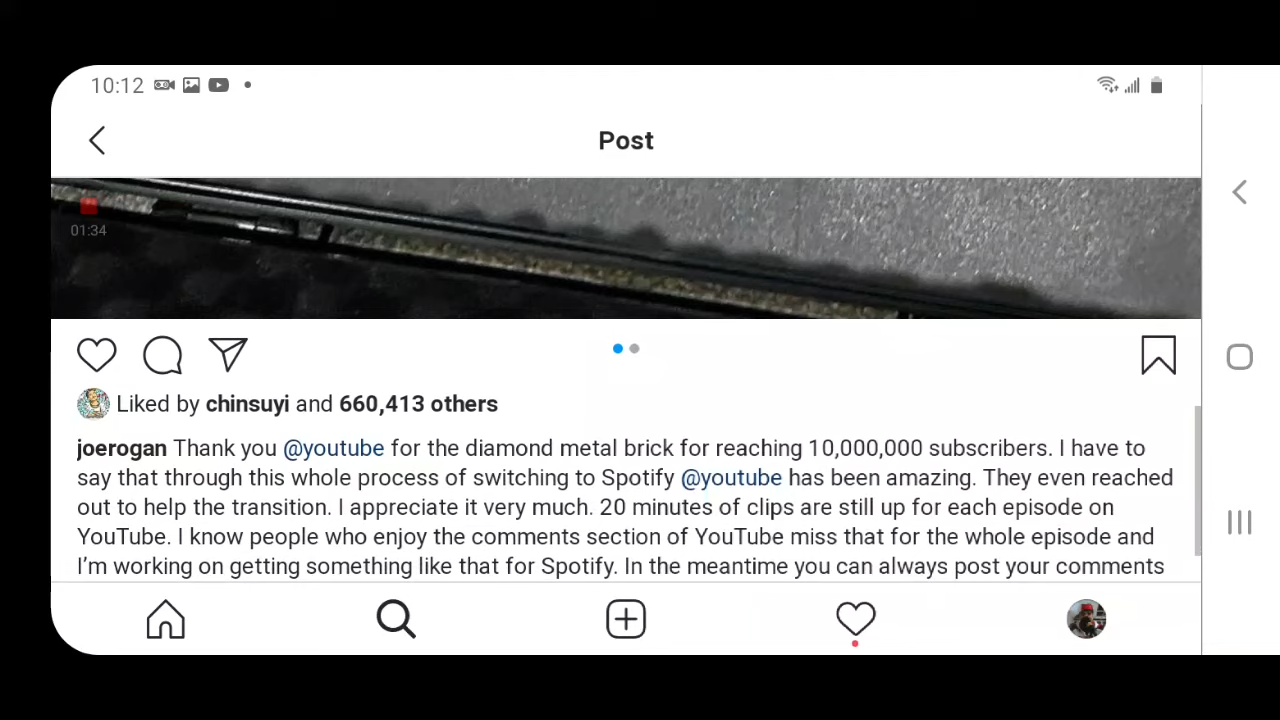 10:12
Post
01:34
Liked by chinsuyi and 660,413 others
joerogan Thank you @youtube for the diamond metal brick for reaching 10,000,000 subscribers. I have to
say that through this whole process of switching to Spotify @youtube has been amazing. They even reached
out to help the transition. I appreciate it very much. 20 minutes of clips are still up for each episode on
YouTube. I know people who enjoy the comments section of YouTube miss that for the whole episode and
I’m working on getting something like that for Spotify. In the meantime you can always post your comments